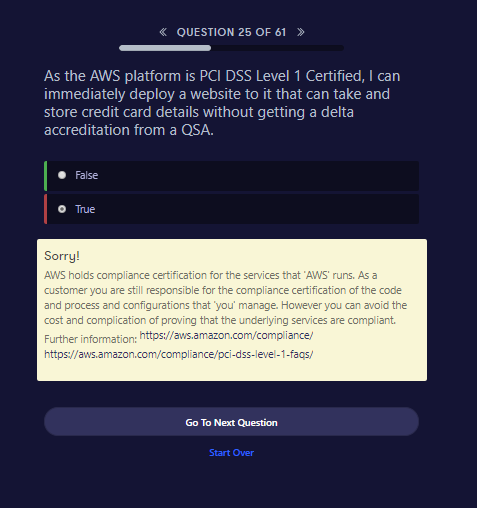 « QUESTION 25 OF 61 »
As the AWS platform is PCI DSS Level 1 Certified, I can
immediately deploy a website to it that can take and
store credit card details without getting a delta
accreditation from a QSA.
False
True
Sorry!
AWS holds compliance certification for the services that 'AWS' runs. As a
customer you are still responsible for the compliance certification of the code
and process and configurations that 'you' manage. However you can avoid the
cost and complication of proving that the underlying services are compliant.
Further information: https://aws.amazon.com/compliance/
https://aws.amazon.com/compliance/pci-dss-level-1-faqs/
Go To Next Question
Start Over